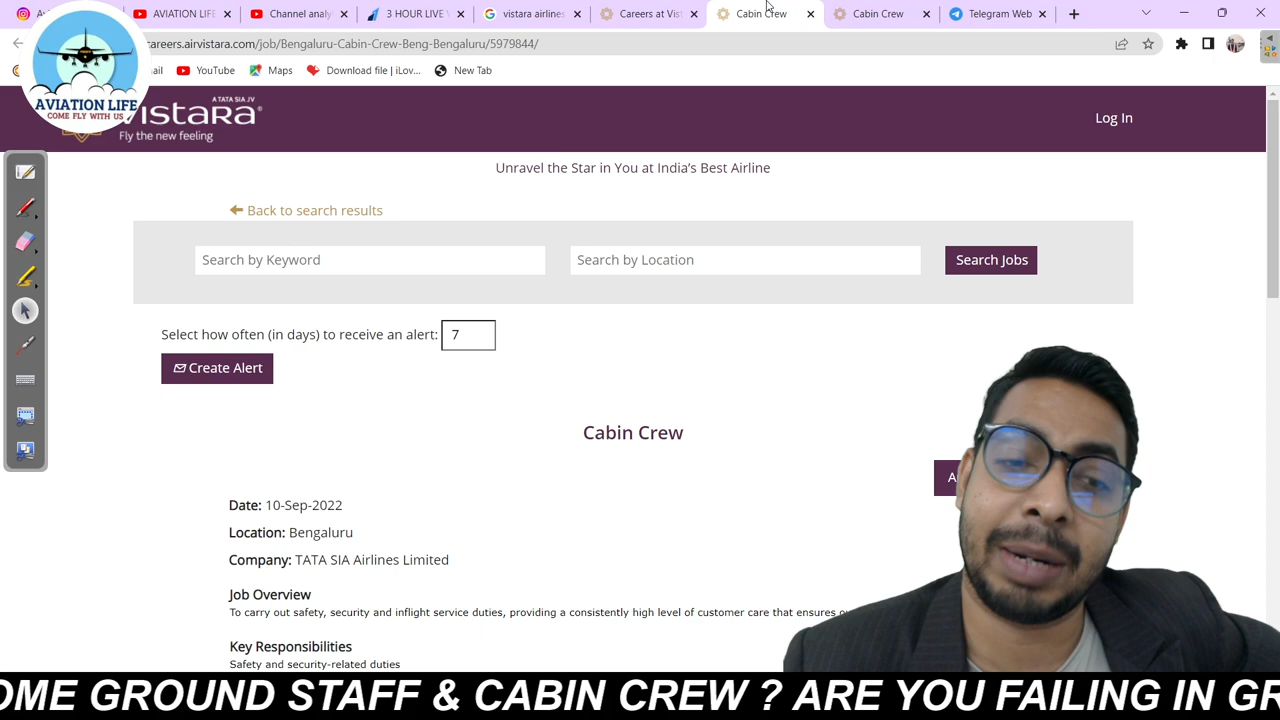 AVIATION LIFE
Channel analy
3 HOUR LIVE
vistara airlines
Careers at Vist
Cabin Crew
Cabin Crew
Telegram Web
careers.airvistara.com/job/Bengaluru-Cabin-Crew-Beng-Bengaluru/5979844/
YouTube
Maps
Download file | iLov...
New Tab
AVIATION LIFE
COME FLY WITH US
A TATA SIA JV
vistara
Fly the new feeling
Log In
Unravel the Star in You at India's Best Airline
Back to search results
Search by Keyword
Search by Location
Search Jobs
Select how often (in days) to receive an alert: 7
Create Alert
Cabin Crew
Date: 10-Sep-2022
Location: Bengaluru
Company: TATA SIA Airlines Limited
Job Overview
To carry out safety, security and inflight service duties, providing a consistently high level of customer care that ensures
Key Responsibilities
Safety and security-related duties
OME GROUND STAFF & CABIN CREW ? ARE YOU FAILING IN GR